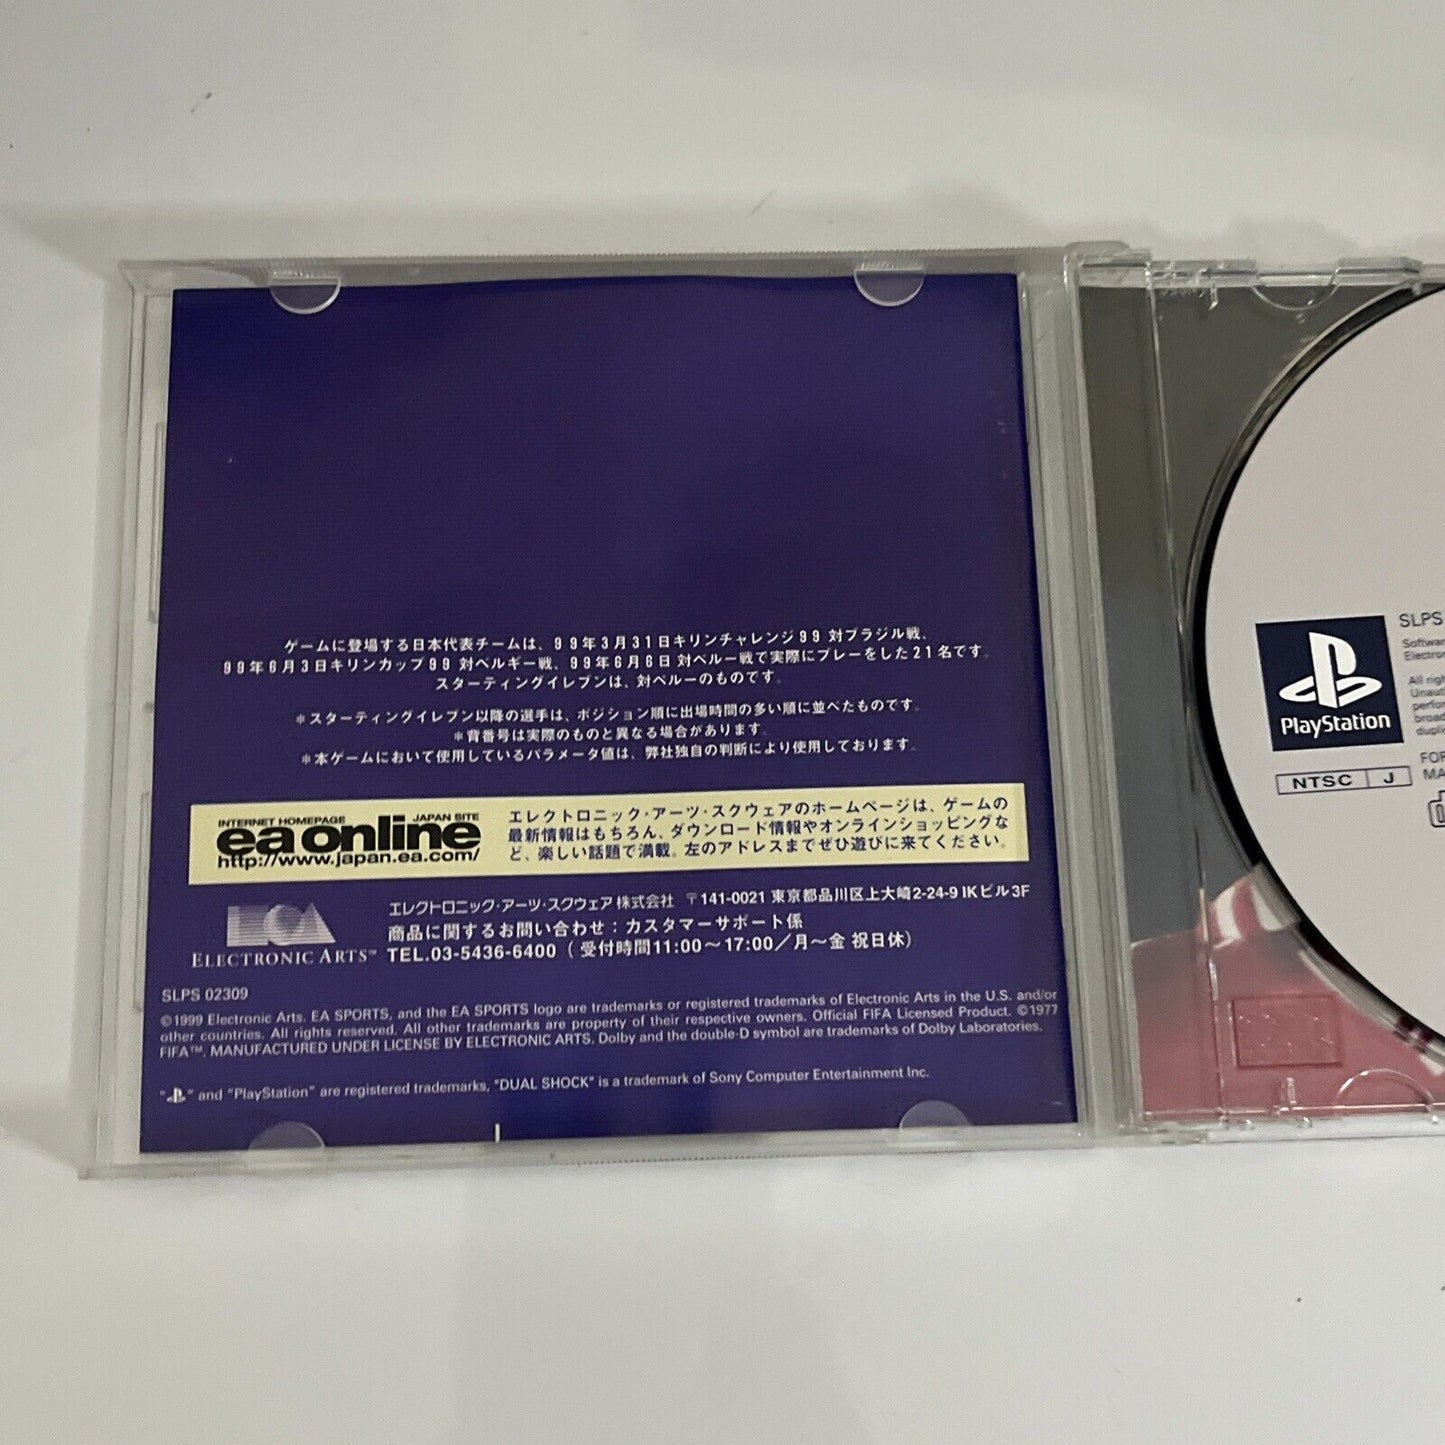 ゲームに登場する日本代表チームは、99年3月31日キリンチャレンジ99 対ブラジル戦、
99年6月3日キリンカップ99 対ベルギー戦、99年6月6日 対ペルー戦で実際にプレーをした21名です。
スターティングイレブンは、対ペルーのものです。
＊スターティングイレブン以降の選手は、ポジション順に出場時間の多い順に並べたものです。
＊背番号は実際のものと異なる場合があります。
＊本ゲームにおいて使用しているパラメータ値は、弊社独自の判断により使用しております。
INTERNET HOMEPAGE JAPAN SITE
ea online
http://www.japan.ea.com/
エレクトロニック・アーツ・スクウェアのホームページは、ゲームの
最新情報はもちろん、ダウンロード情報やオンラインショッピングな
ど、楽しい話題で満載。左のアドレスまでぜひ遊びに来てください。
ELECTRONIC ARTS™
エレクトロニック・アーツ・スクウェア株式会社 〒141-0021 東京都品川区上大崎2-24-9 IKビル3F
商品に関するお問い合わせ：カスタマーサポート係
TEL.03-5436-6400（受付時間11:00～17:00／月～金 祝日休）
SLPS 02309
©1999 Electronic Arts. EA SPORTS, and the EA SPORTS logo are trademarks or registered trademarks of Electronic Arts in the U.S. and/or
other countries. All rights reserved. All other trademarks are property of their respective owners. Official FIFA Licensed Product. ©1977
FIFA™. MANUFACTURED UNDER LICENSE BY ELECTRONIC ARTS. Dolby and the double-D symbol are trademarks of Dolby Laboratories.
" " and "PlayStation" are registered trademarks, "DUAL SHOCK" is a trademark of Sony Computer Entertainment Inc.
PlayStation
NTSC J
SLPS
Software
Electron
All righ
Unaut
perfor
broad
dupli
FOR
MA